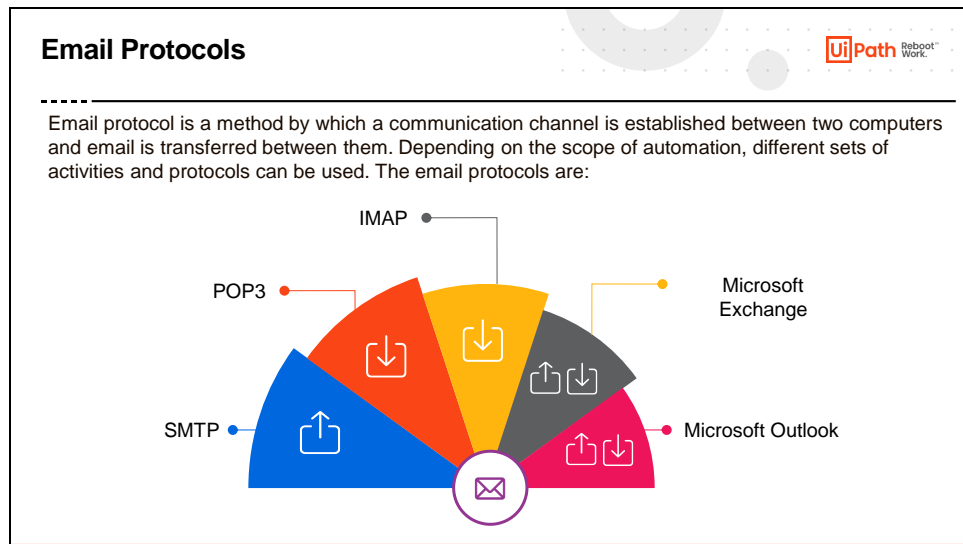 Email Protocols
UiPath Reboot™
Work.
Email protocol is a method by which a communication channel is established between two computers
and email is transferred between them. Depending on the scope of automation, different sets of
activities and protocols can be used. The email protocols are:
IMAP
POP3
Microsoft
Exchange
SMTP
Microsoft Outlook